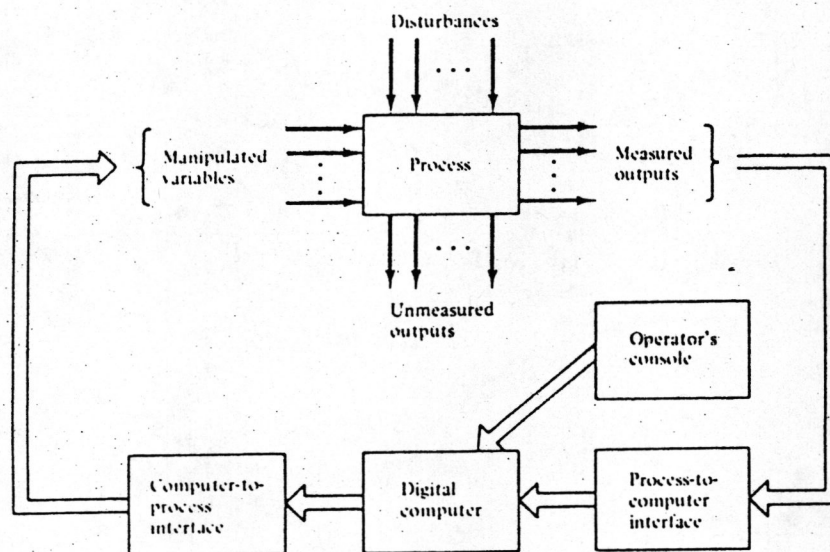 Disturbances
Manipulated
variables
Process
Measured
outputs
Unmeasured
outputs
Operator's
console
Computer-to-
process
interface
Digital
computer
Process-to-
computer
interface